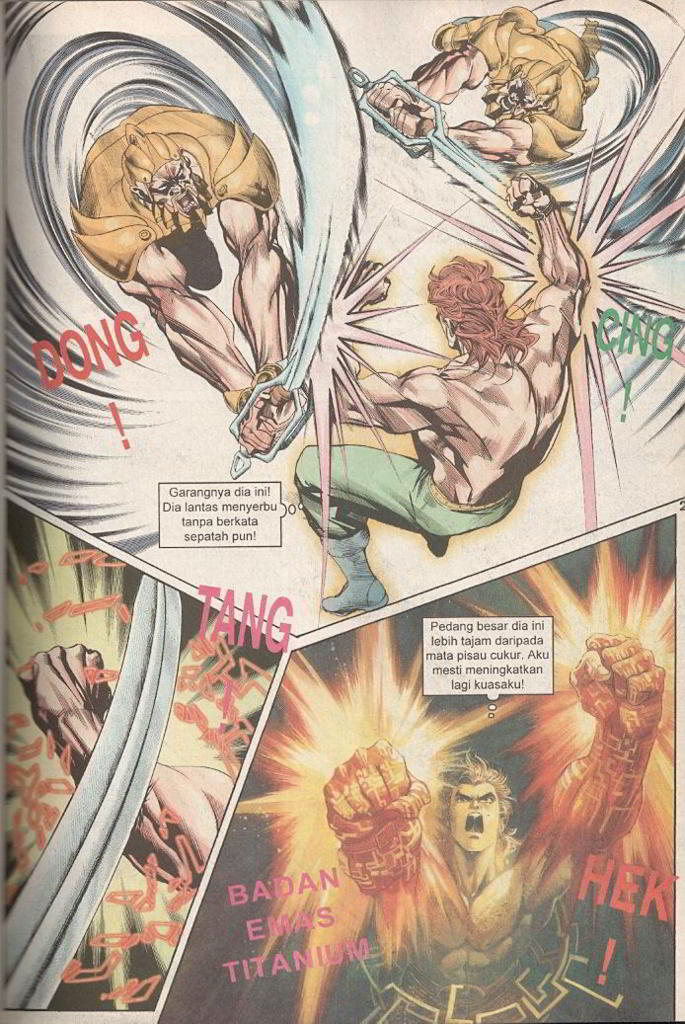 DONG
!
CING
!
Garangnya dia ini!
Dia lantas menyerbu
tanpa berkata
sepatah pun!
TANG
!
Pedang besar dia ini
lebih tajam daripada
mata pisau cukur. Aku
mesti meningkatkan
lagi kuasaku!
BADAN
EMAS
TITANIUM
HEK
!